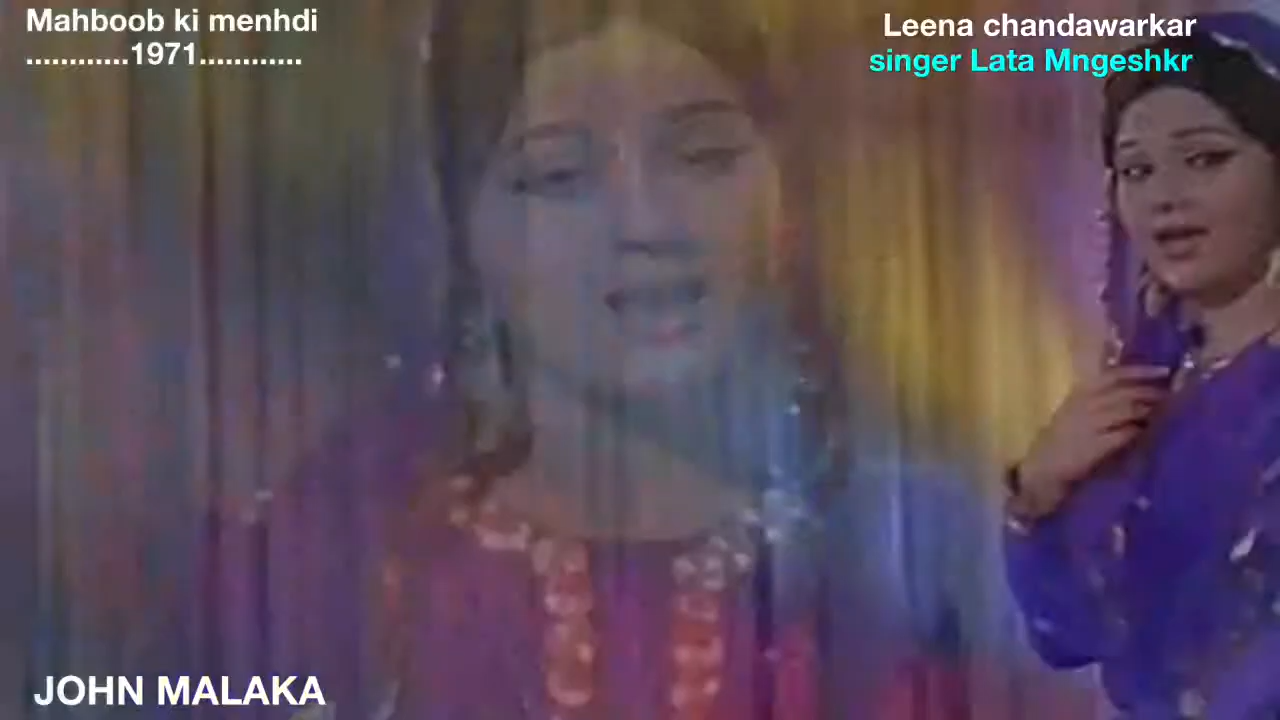 Mahboob ki menhdi
............1971............
Leena chandawarkar
singer Lata Mngeshkr
JOHN MALAKA